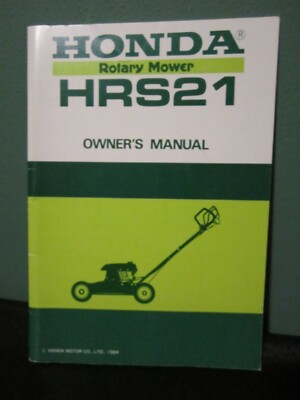 HONDA®
Rotary Mower
HRS21
OWNER'S MANUAL
HONDA MOTOR CO., LTD. 1984